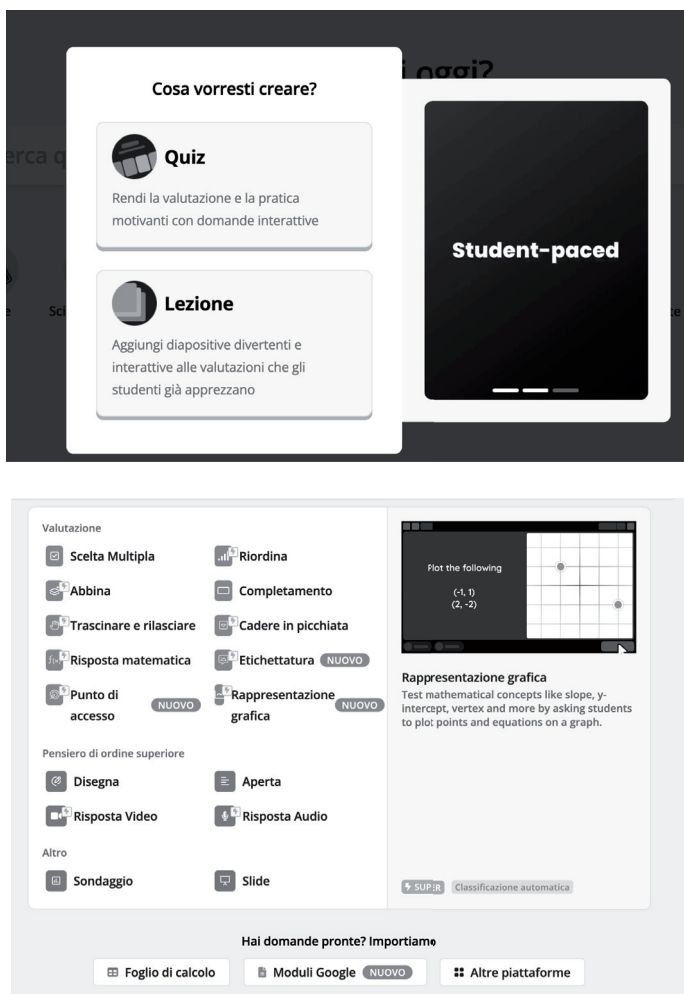 i oggi?
erca q
Sci
te
Cosa vorresti creare?
Quiz
Rendi la valutazione e la pratica
motivanti con domande interattive
Lezione
Aggiungi diapositive divertenti e
interattive alle valutazioni che gli
studenti già apprezzano
Student-paced
Valutazione
Scelta Multipla
Riordina
Abbina
Completamento
Trascinare e rilasciare
Cadere in picchiata
Risposta matematica
Etichettatura NUOVO
Punto di
accesso NUOVO
Rappresentazione
grafica NUOVO
Pensiero di ordine superiore
Disegna
Aperta
Risposta Video
Risposta Audio
Altro
Sondaggio
Slide
Plot the following
(-1, 1)
(2, -2)
Rappresentazione grafica
Test mathematical concepts like slope, y-
intercept, vertex and more by asking students
to plot points and equations on a graph.
SUPER Classificazione automatica
Hai domande pronte? Importiamo
Foglio di calcolo
Moduli Google NUOVO
Altre piattaforme